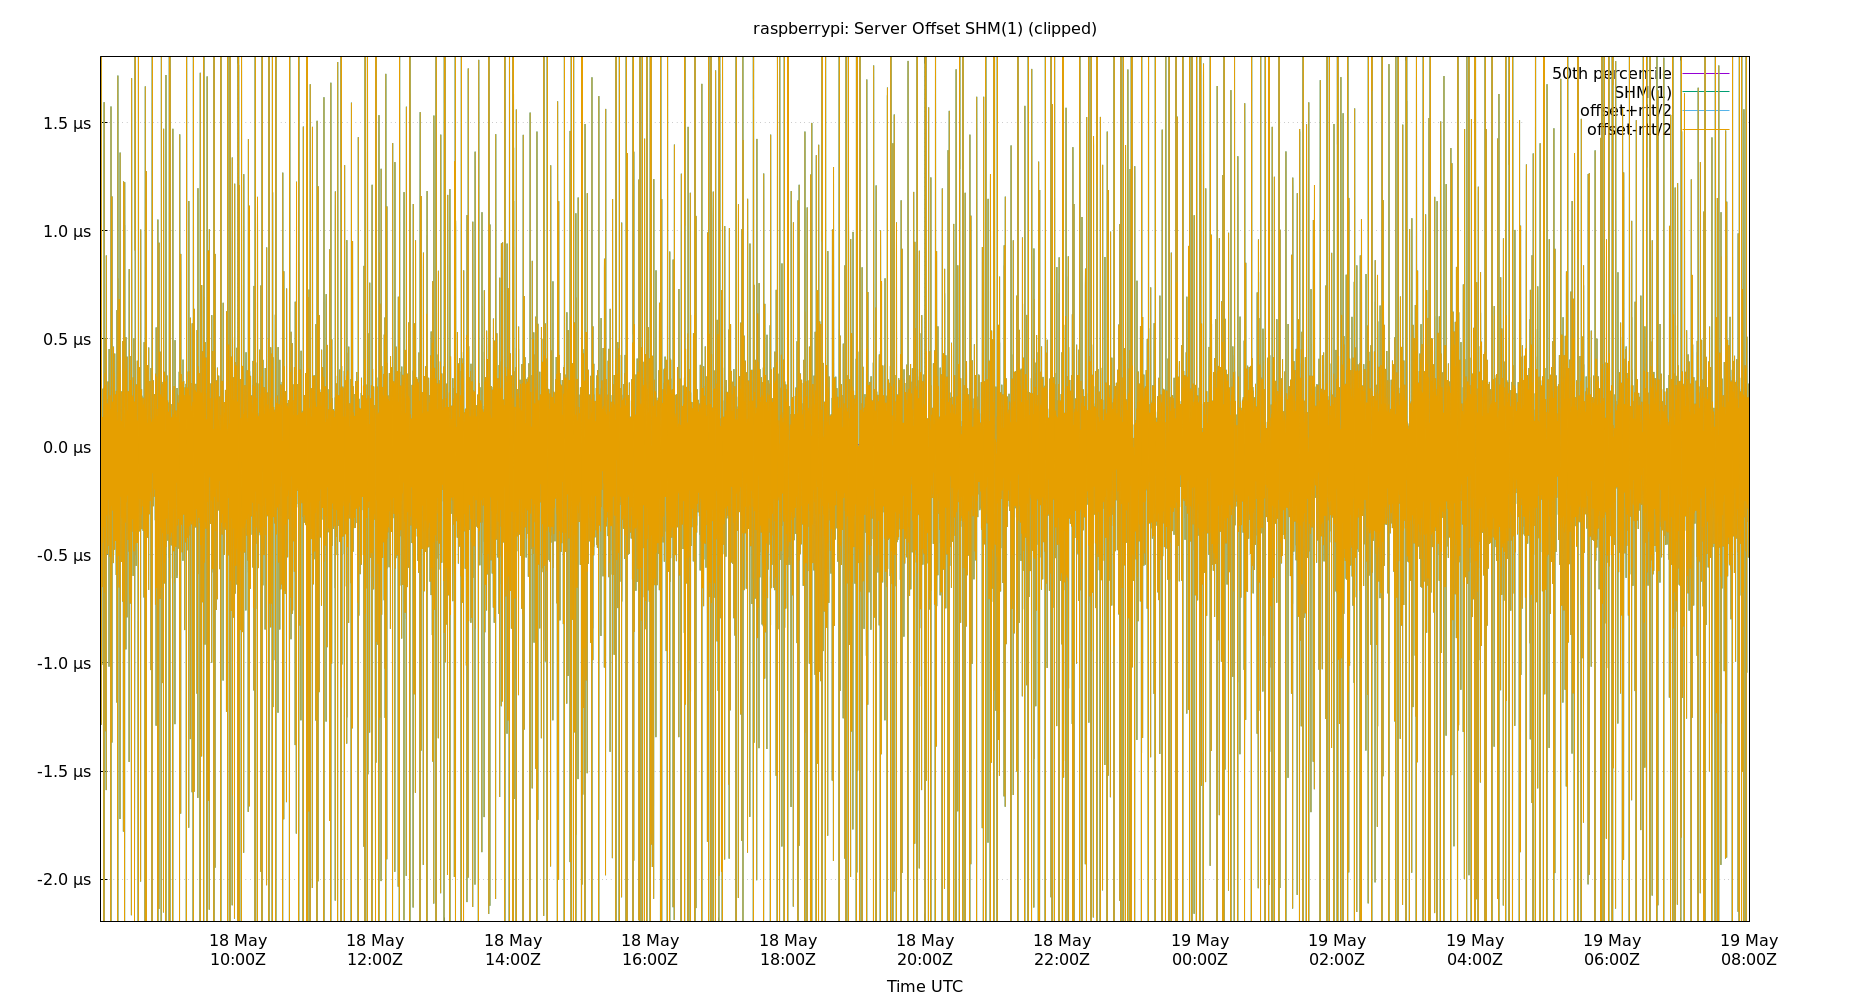 raspberrypi: Server Offset SHM(1) (clipped)
50th percentile
SHM(1)
offset+rtt/2
offset-rtt/2
1.5 µs
1.0 µs
0.5 µs
0.0 µs
-0.5 µs
-1.0 µs
-1.5 µs
-2.0 µs
18 May 18 May 18 May 18 May 18 May 18 May 18 May 19 May 19 May 19 May 19 May 19 May
10:00Z 12:00Z 14:00Z 16:00Z 18:00Z 20:00Z 22:00Z 00:00Z 02:00Z 04:00Z 06:00Z 08:00Z
Time UTC